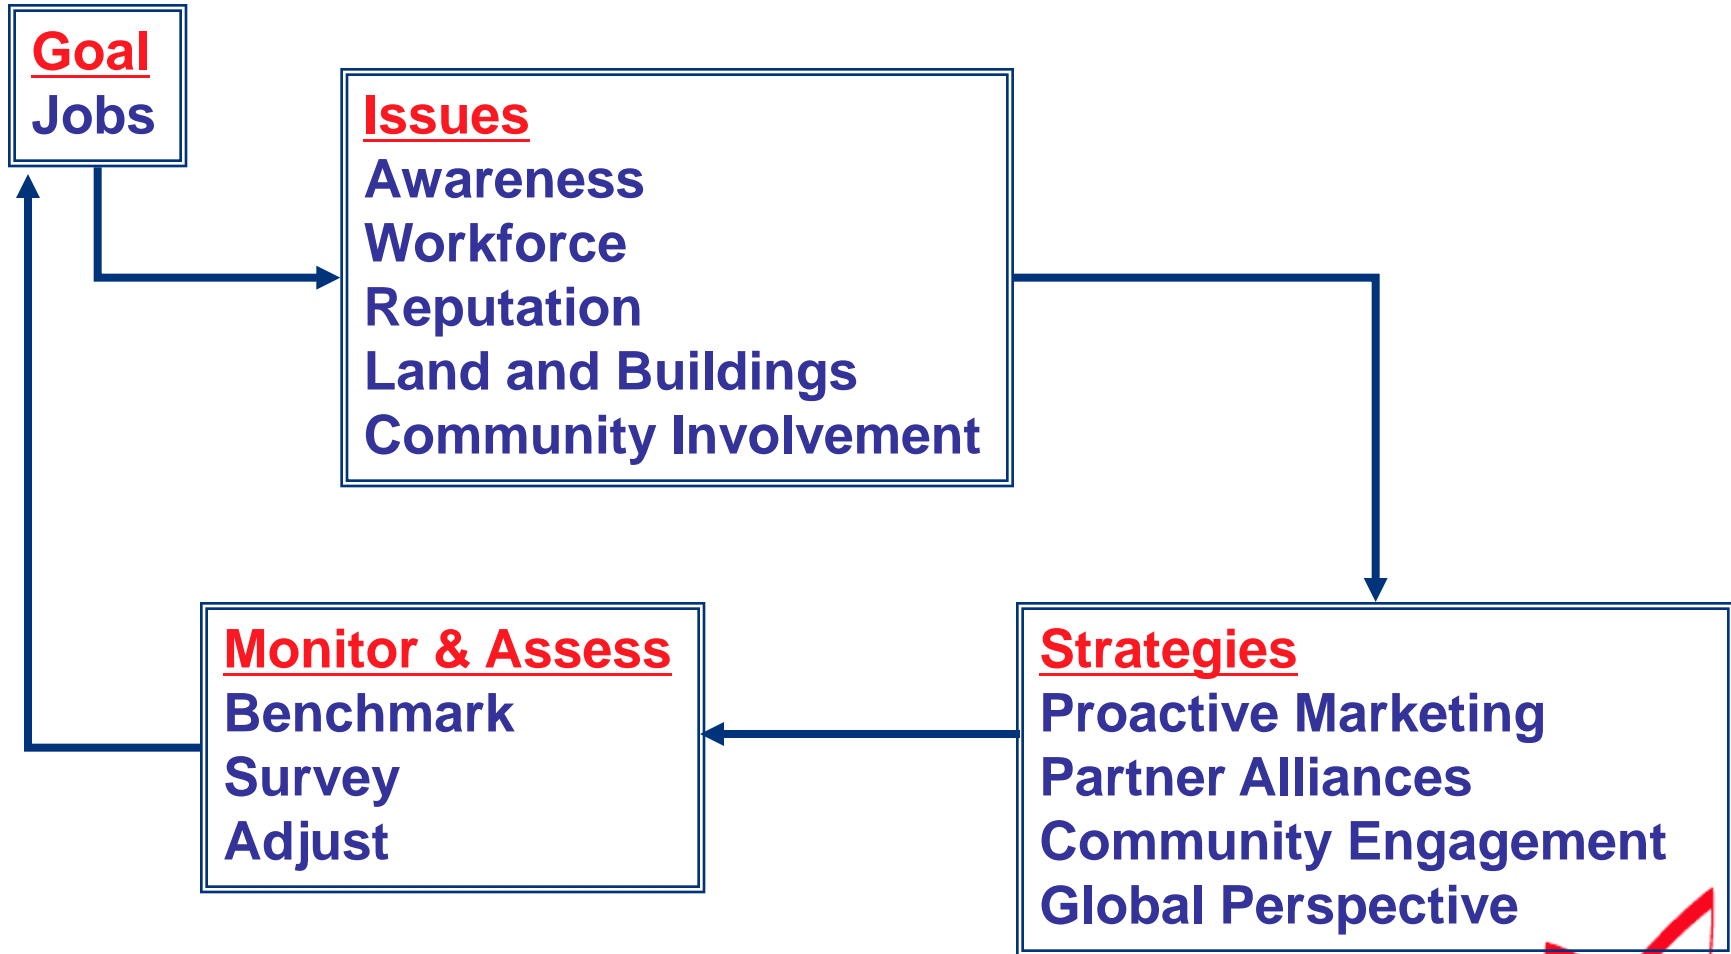 Goal
Jobs
Issues
Awareness
Workforce
Reputation
Land and Buildings
Community Involvement
Strategies
Proactive Marketing
Partner Alliances
Community Engagement
Global Perspective
Monitor & Assess
Benchmark
Survey
Adjust